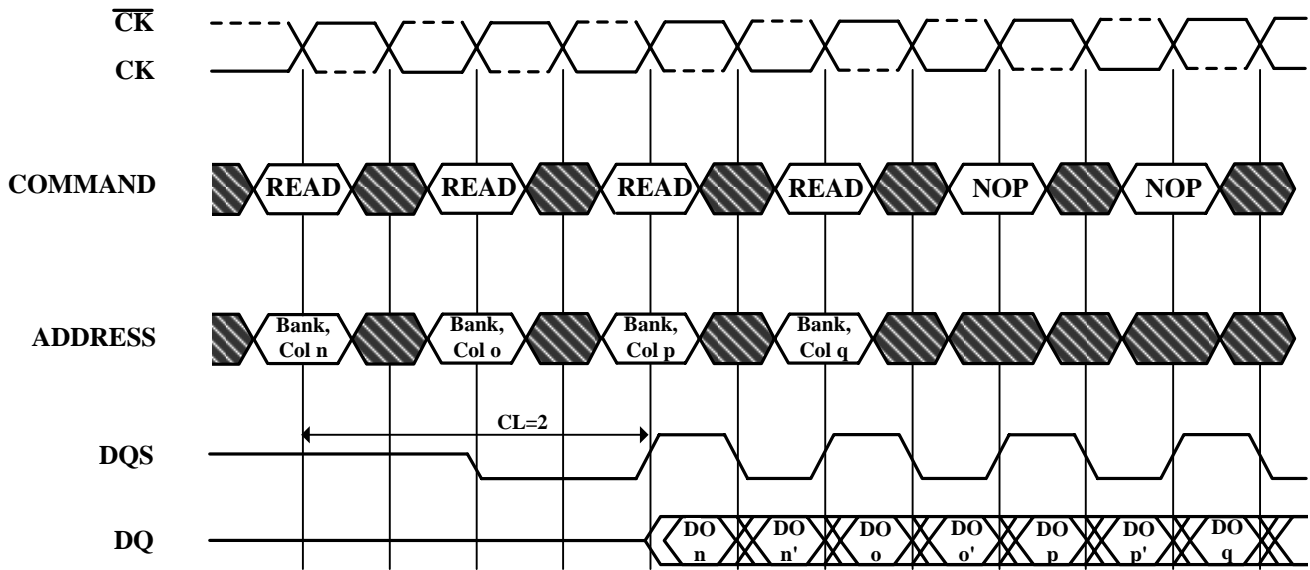 CK
CK
COMMAND
READ
READ
READ
READ
NOP
NOP
ADDRESS
Bank,
Col n
Bank,
Col o
Bank,
Col p
Bank,
Col q
CL=2
DQS
DQ
DO
n
DO
n'
DO
o
DO
o'
DO
p
DO
p'
DO
q